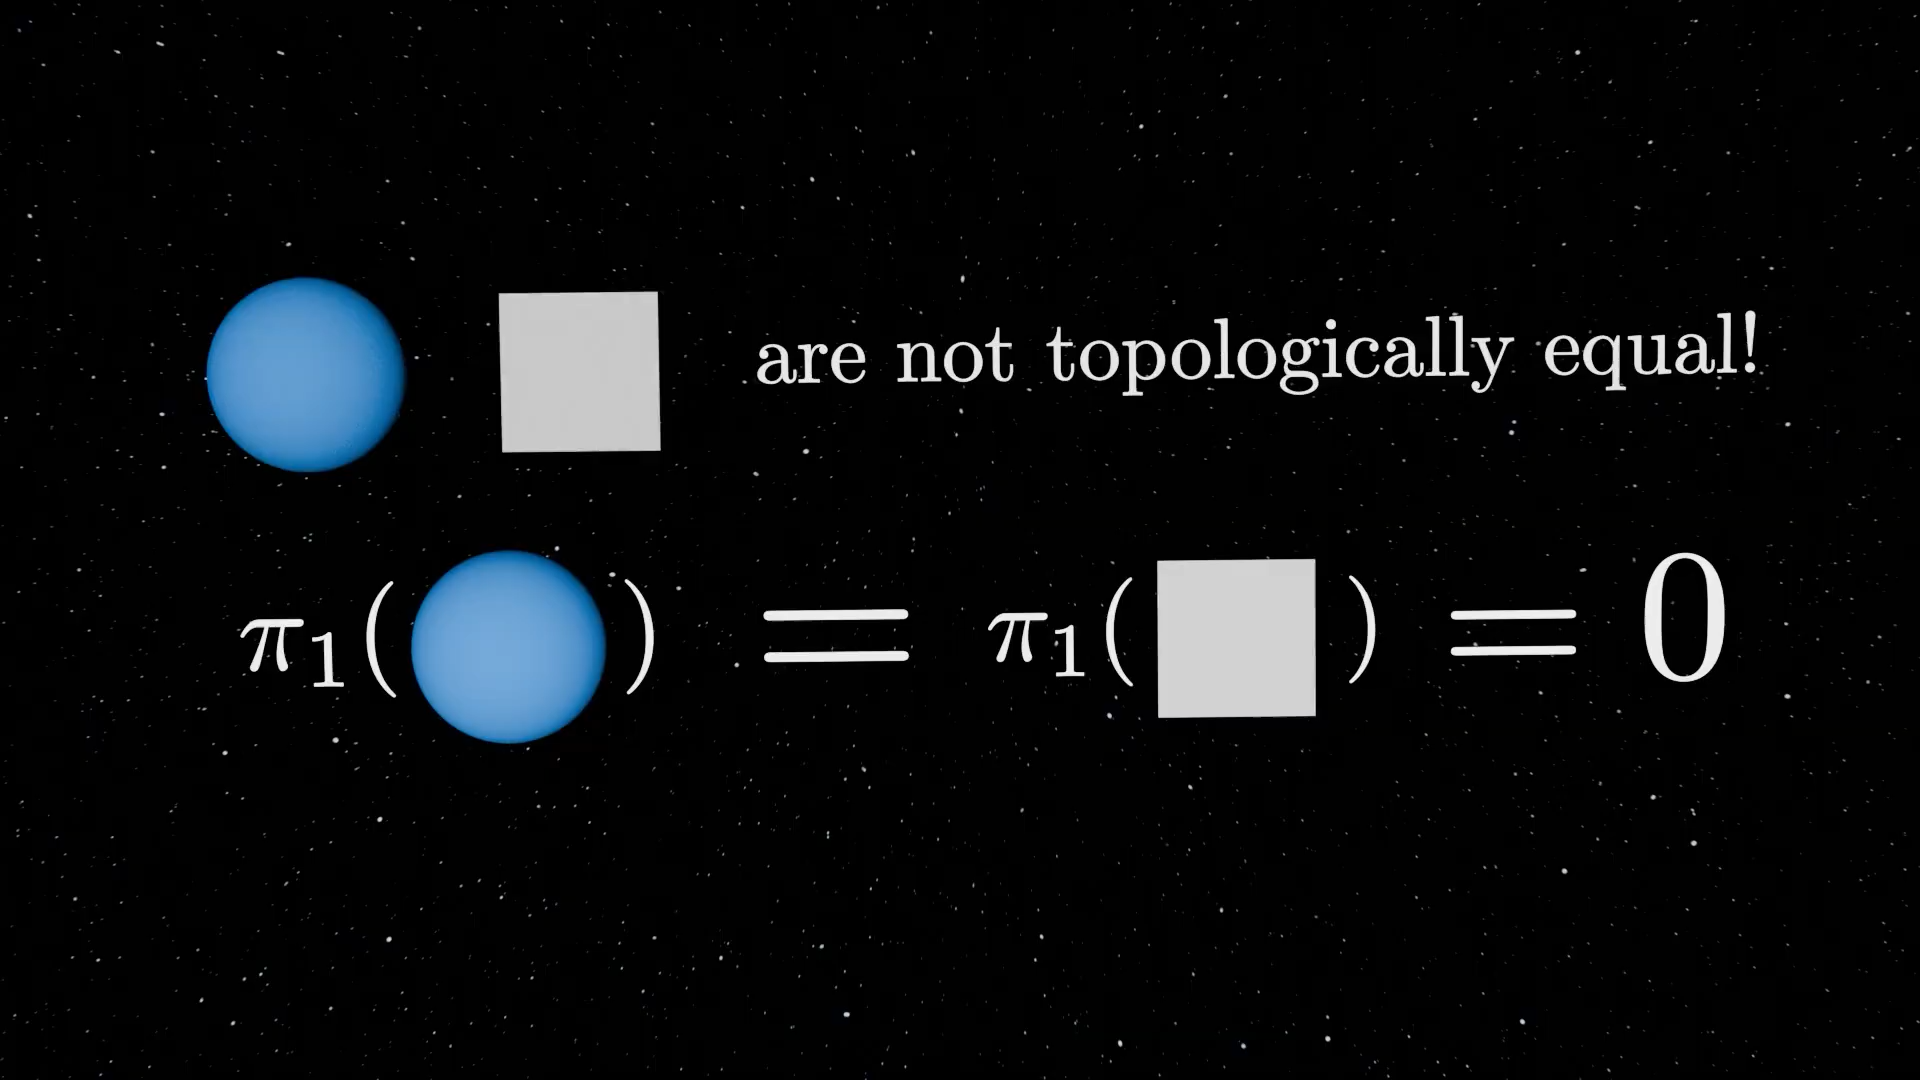 are not topologically equal!
π₁( ) = π₁( ) = 0